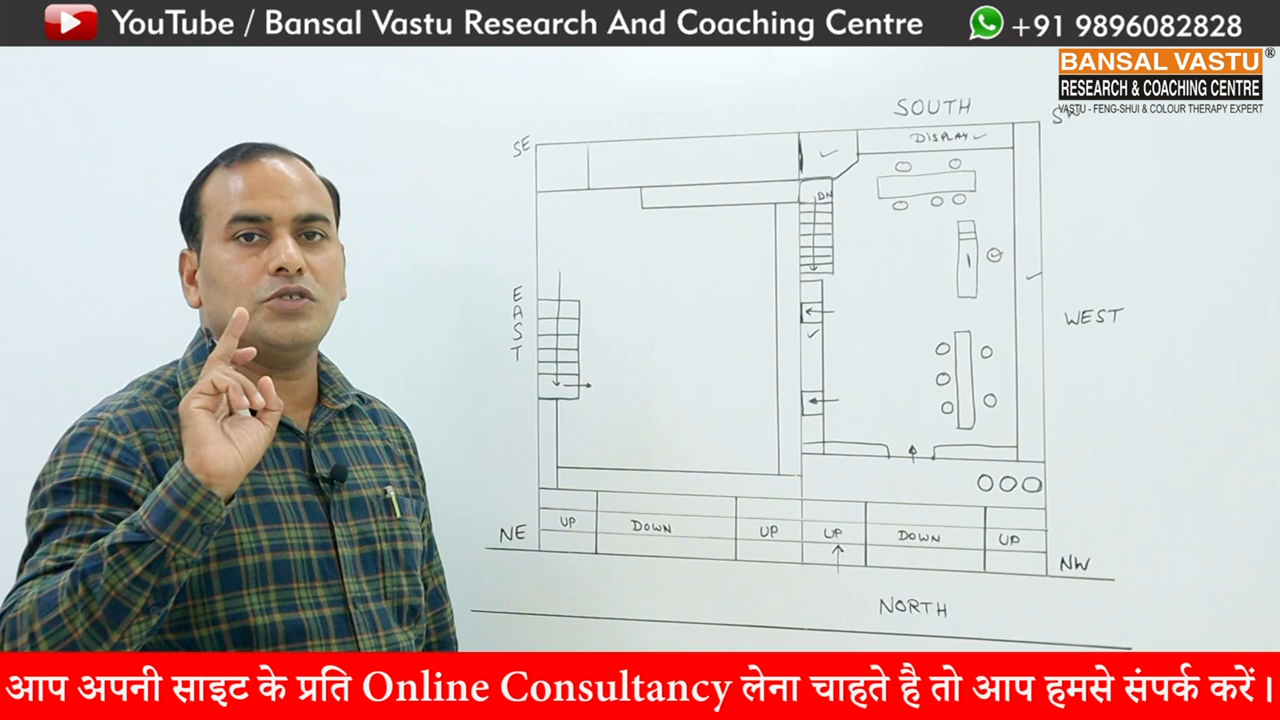 YouTube / Bansal Vastu Research And Coaching Centre
+91 9896082828
BANSAL VASTU®
RESEARCH & COACHING CENTRE
VASTU - FENG-SHUI & COLOUR THERAPY EXPERT
SOUTH
SE
SW
DISPLAY
DN
EAST
WEST
NE
UP
DOWN
UP
UP
DOWN
UP
NW
NORTH
आप अपनी साइट के प्रति Online Consultancy लेना चाहते है तो आप हमसे संपर्क करें।